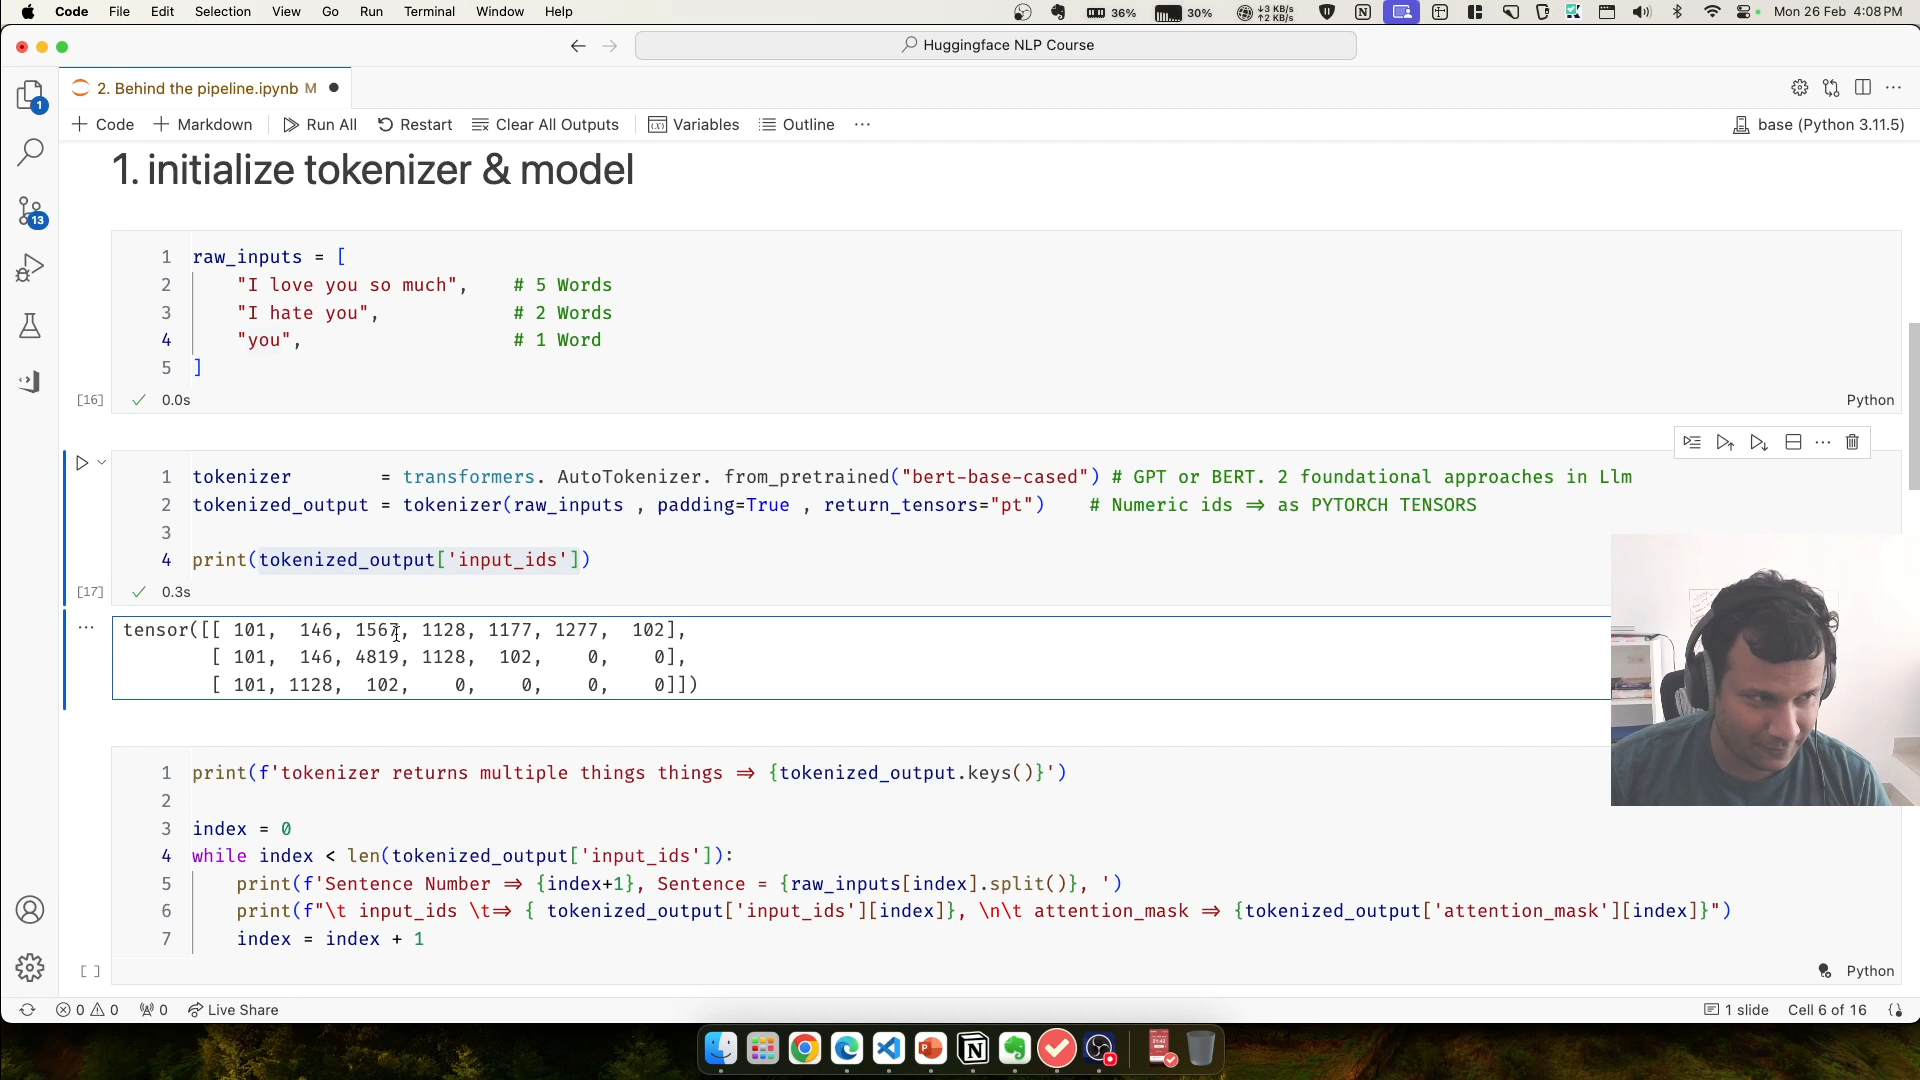 Code File Edit Selection View Go Run Terminal Window Help 36% 30% ↑3 KB/s ↑2 KB/s Mon 26 Feb 4:08 PM
Huggingface NLP Course
2. Behind the pipeline.ipynb M
+ Code + Markdown Run All Restart Clear All Outputs Variables Outline ... base (Python 3.11.5)
1. initialize tokenizer & model
1 raw_inputs = [
2 "I love you so much", # 5 Words
3 "I hate you", # 2 Words
4 "you", # 1 Word
5 ]
[16] 0.0s Python
1 tokenizer = transformers. AutoTokenizer. from_pretrained("bert-base-cased") # GPT or BERT. 2 foundational approaches in Llm
2 tokenized_output = tokenizer(raw_inputs , padding=True , return_tensors="pt") # Numeric ids ⇒ as PYTORCH TENSORS
3
4 print(tokenized_output['input_ids'])
[17] 0.3s
tensor([[ 101, 146, 1567, 1128, 1177, 1277, 102],
[ 101, 146, 4819, 1128, 102, 0, 0],
[ 101, 1128, 102, 0, 0, 0, 0]])
1 print(f'tokenizer returns multiple things things ⇒ {tokenized_output.keys()}')
2
3 index = 0
4 while index < len(tokenized_output['input_ids']):
5 print(f'Sentence Number ⇒ {index+1}, Sentence = {raw_inputs[index].split()}, ')
6 print(f"\t input_ids \t⇒ { tokenized_output['input_ids'][index]}, \n\t attention_mask ⇒ {tokenized_output['attention_mask'][index]}")
7 index = index + 1
[ ] Python
0 0 0 Live Share 1 slide Cell 6 of 16